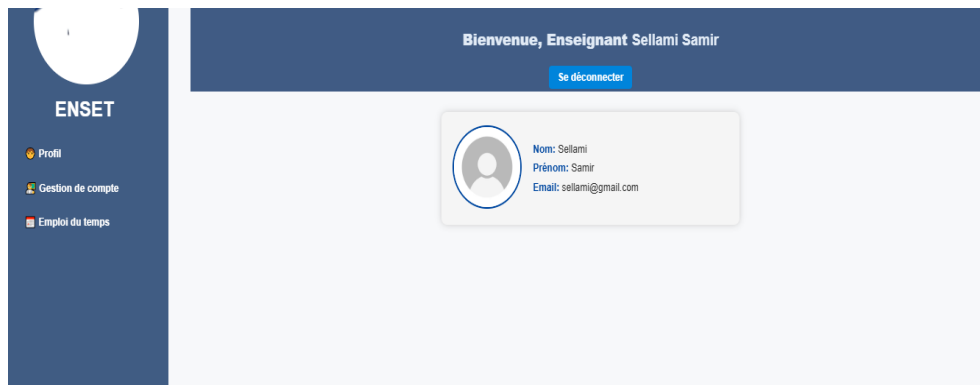 Bienvenue, Enseignant Sellami Samir
Se déconnecter
ENSET
Profil
Gestion de compte
Emploi du temps
Nom: Sellami
Prénom: Samir
Email: sellami@gmail.com